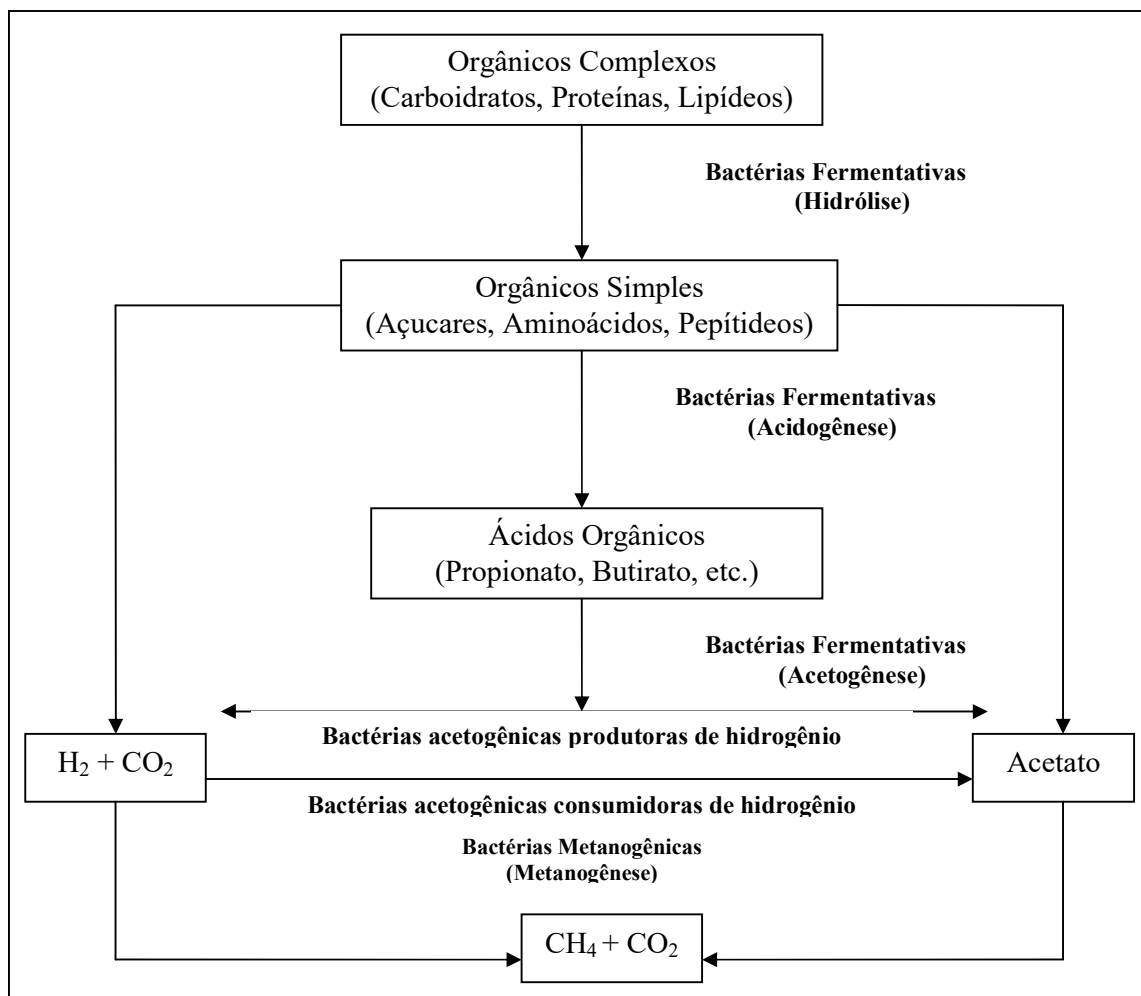 Orgânicos Complexos
(Carboidratos, Proteínas, Lipídeos)
Bactérias Fermentativas
(Hidrólise)
Orgânicos Simples
(Açucares, Aminoácidos, Pepítideos)
Bactérias Fermentativas
(Acidogênese)
Ácidos Orgânicos
(Propionato, Butirato, etc.)
Bactérias Fermentativas
(Acetogênese)
Bactérias acetogênicas produtoras de hidrogênio
H₂ + CO₂
Acetato
Bactérias acetogênicas consumidoras de hidrogênio
Bactérias Metanogênicas
(Metanogênese)
CH₄ + CO₂